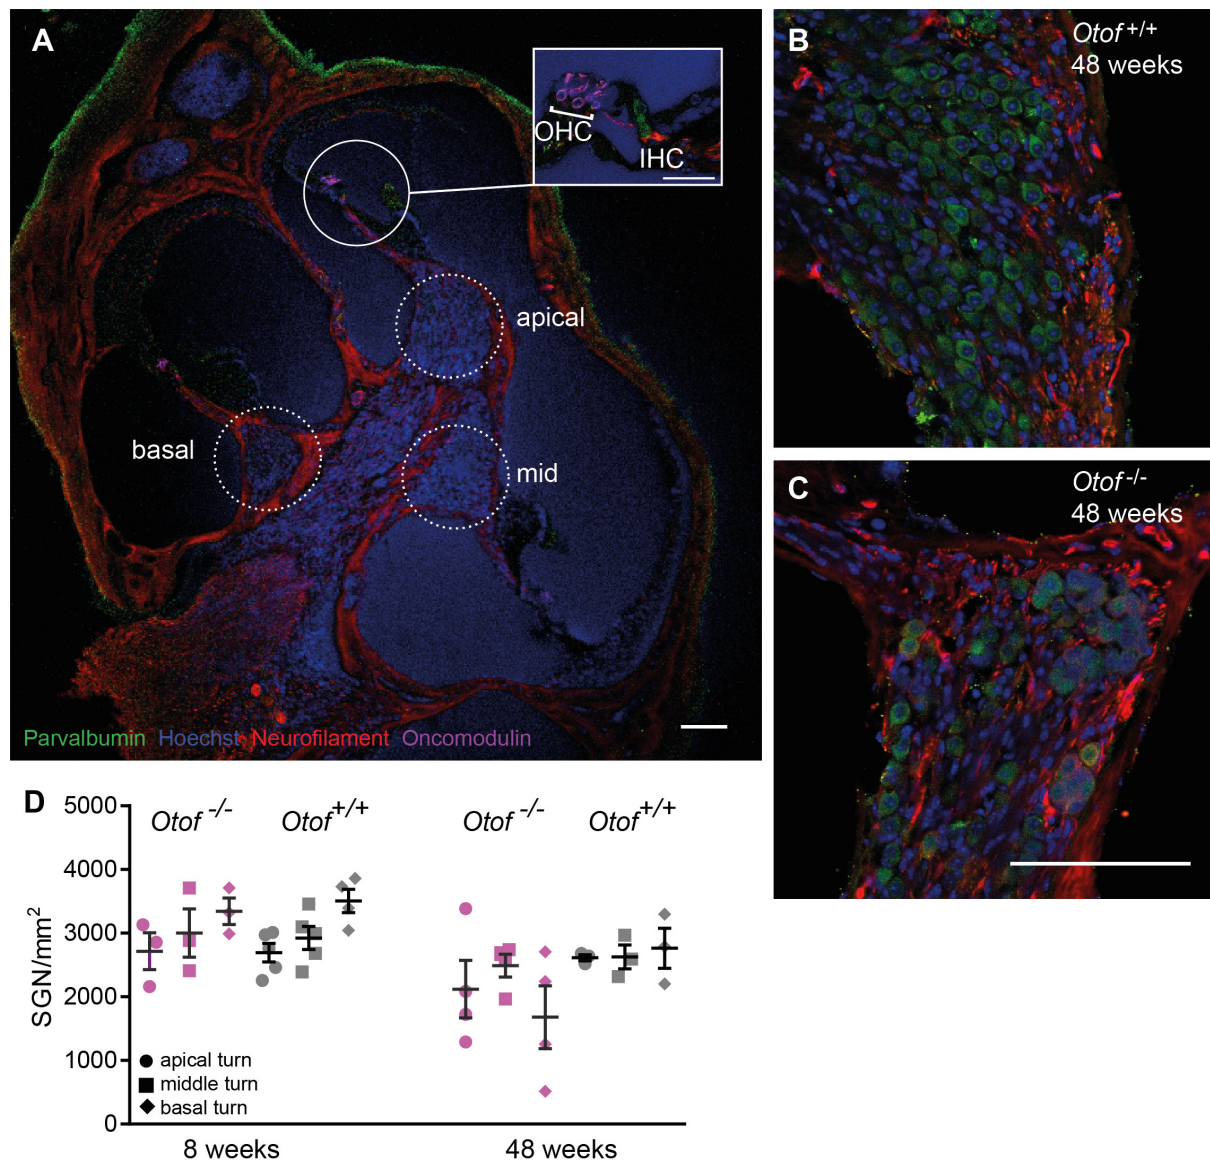 A
OHC
IHC
apical
basal
mid
Parvalbumin Hoechst Neurofilament Oncomodulin
B
Otof +/+
48 weeks
C
Otof -/-
48 weeks
D
Otof -/- Otof +/+ Otof -/- Otof +/+
SGN/mm²
5000
4000
3000
2000
1000
0
apical turn
middle turn
basal turn
8 weeks 48 weeks